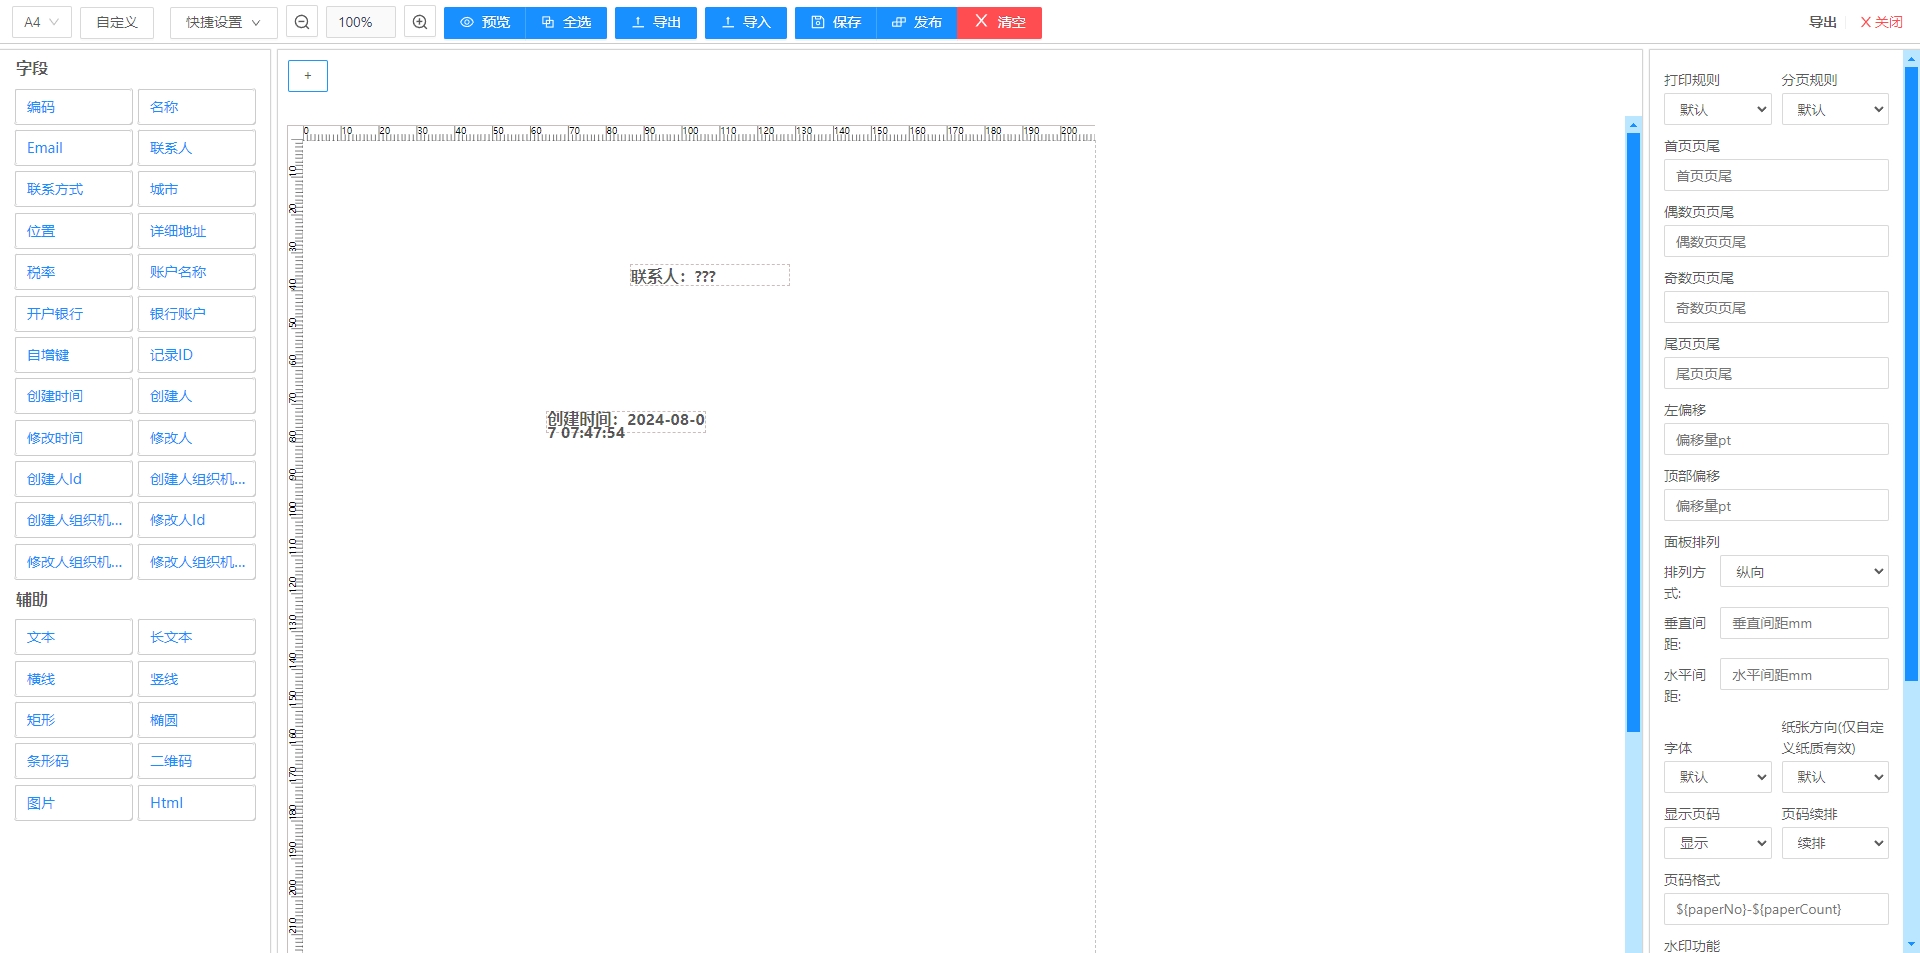 A4
自定义
快捷设置
100%
预览
全选
导出
导入
保存
发布
清空
导出
关闭
字段
编码
名称
Email
联系人
联系方式
城市
位置
详细地址
税率
账户名称
开户银行
银行账户
自增键
记录ID
创建时间
创建人
修改时间
修改人
创建人Id
创建人组织机...
创建人组织机...
修改人Id
修改人组织机...
修改人组织机...
辅助
文本
长文本
横线
竖线
矩形
椭圆
条形码
二维码
图片
Html
+
0 10 20 30 40 50 60 70 80 90 100 110 120 130 140 150 160 170 180 190 200
10
20
30
40
50
60
70
80
90
100
110
120
130
140
150
160
170
180
190
200
210
联系人：???
创建时间：2024-08-0
7 07:47:54
打印规则
分页规则
默认
默认
首页页尾
首页页尾
偶数页页尾
偶数页页尾
奇数页页尾
奇数页页尾
尾页页尾
尾页页尾
左偏移
偏移量pt
顶部偏移
偏移量pt
面板排列
排列方
式:
纵向
垂直间
距:
垂直间距mm
水平间
距:
水平间距mm
字体
纸张方向(仅自定
义纸质有效)
默认
默认
显示页码
页码续排
显示
续排
页码格式
${paperNo}-${paperCount}
水印功能